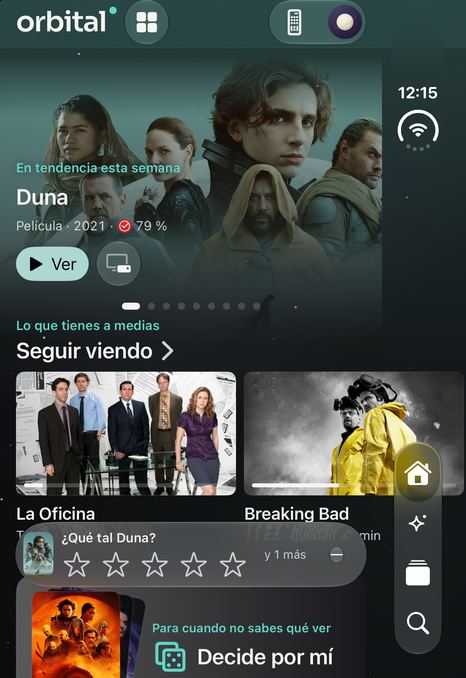 orbital
12:15
En tendencia esta semana
Duna
Película · 2021 · 79 %
Ver
Lo que tienes a medias
Seguir viendo
La Oficina
Breaking Bad
min
¿Qué tal Duna?
y 1 más
Para cuando no sabes qué ver
Decide por mí